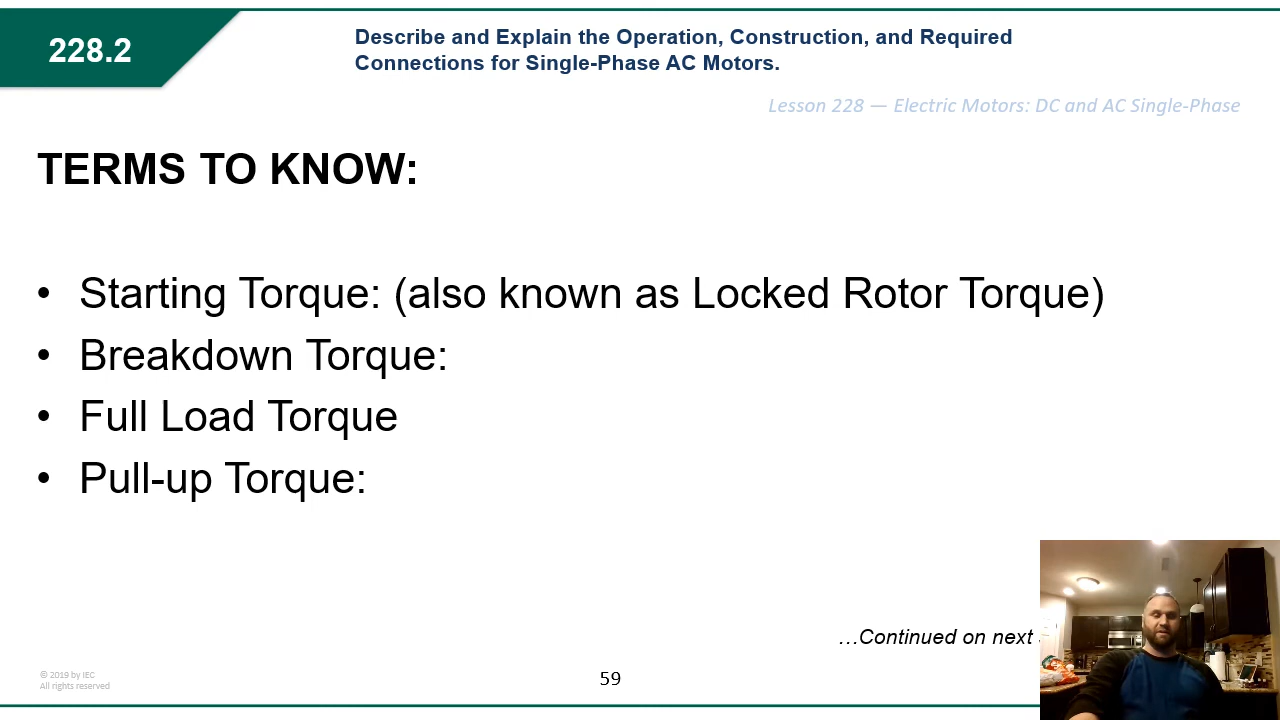 228.2
Describe and Explain the Operation, Construction, and Required
Connections for Single-Phase AC Motors.
Lesson 228 — Electric Motors: DC and AC Single-Phase
TERMS TO KNOW:
• Starting Torque: (also known as Locked Rotor Torque)
• Breakdown Torque:
• Full Load Torque
• Pull-up Torque:
…Continued on next
© 2019 by IEC
All rights reserved
59